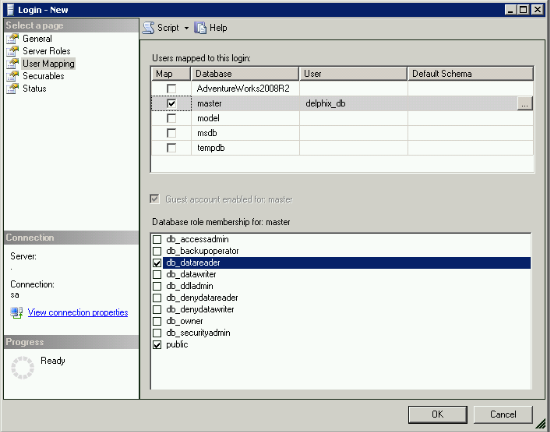 Login - New
Select a page
General
Server Roles
User Mapping
Securables
Status
Connection
Server:
.
Connection:
sa
View connection properties
Progress
Ready
Script Help
Users mapped to this login:
Map Database User Default Schema
AdventureWorks2008R2
master delphix_db ...
model
msdb
tempdb
Guest account enabled for: master
Database role membership for: master
db_accessadmin
db_backupoperator
db_datareader
db_datawriter
db_ddladmin
db_denydatareader
db_denydatawriter
db_owner
db_securityadmin
public
OK Cancel